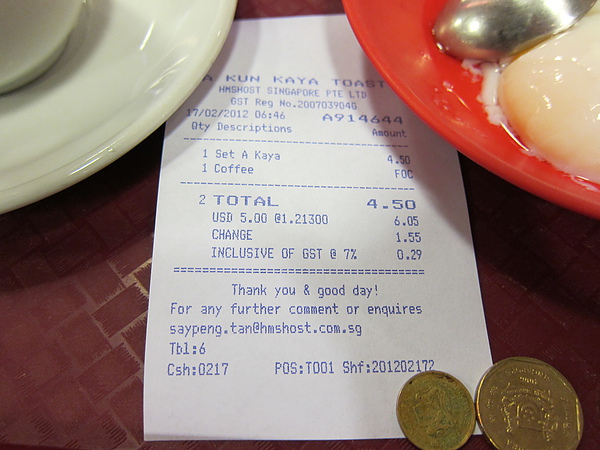 A KUN KAYA TOAST
HMSHOST SINGAPORE PTE LTD
GST Reg No.2007039040
17/02/2012 06:46 A914644
Qty Descriptions Amount
1 Set A Kaya 4.50
1 Coffee FOC
2 TOTAL 4.50
USD 5.00 @1.21300 6.05
CHANGE 1.55
INCLUSIVE OF GST @ 7% 0.29
Thank you & good day!
For any further comment or enquires
saypeng.tan@hmshost.com.sg
Tbl:6
Csh:0217 POS:T001 Shf:201202172